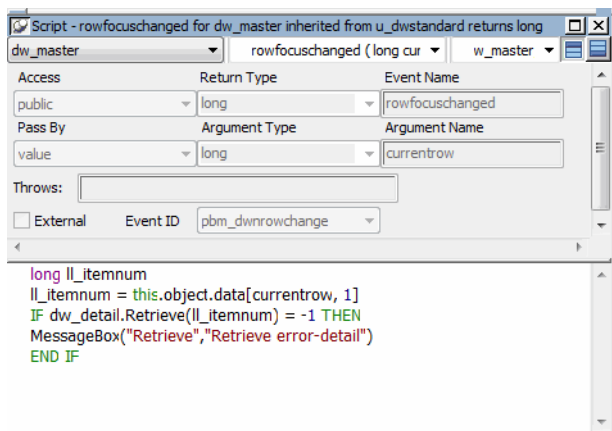 Script - rowfocuschanged for dw_master inherited from u_dwstandard returns long
dw_master rowfocuschanged ( long cur w_master
Access Return Type Event Name
public long rowfocuschanged
Pass By Argument Type Argument Name
value long currentrow
Throws:
External Event ID pbm_dwnrowchange
long ll_itemnum
ll_itemnum = this.object.data[currentrow, 1]
IF dw_detail.Retrieve(ll_itemnum) = -1 THEN
MessageBox("Retrieve","Retrieve error-detail")
END IF